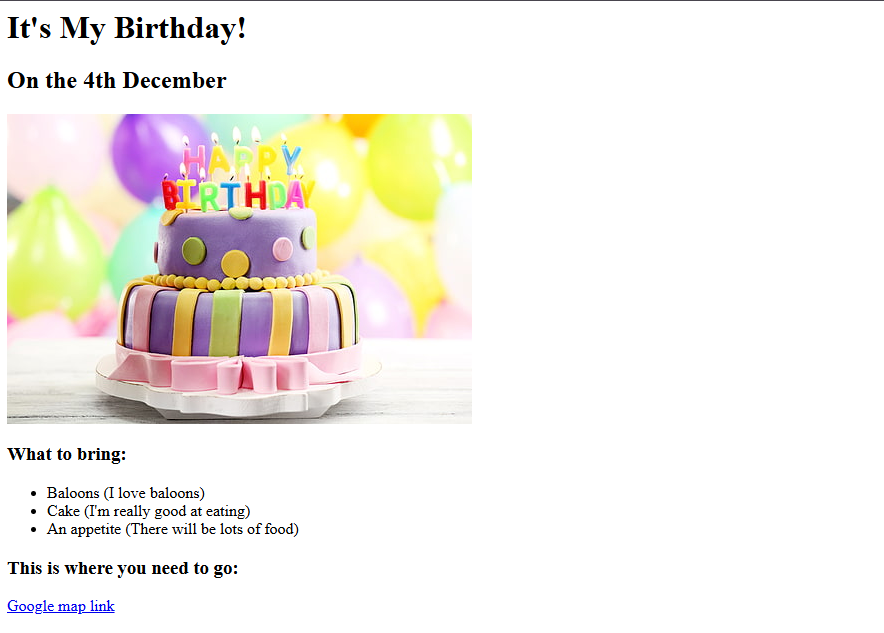 It's My Birthday!
On the 4th December
HAPPY
BIRTHDAY
What to bring:
Baloons (I love baloons)
Cake (I'm really good at eating)
An appetite (There will be lots of food)
This is where you need to go:
Google map link